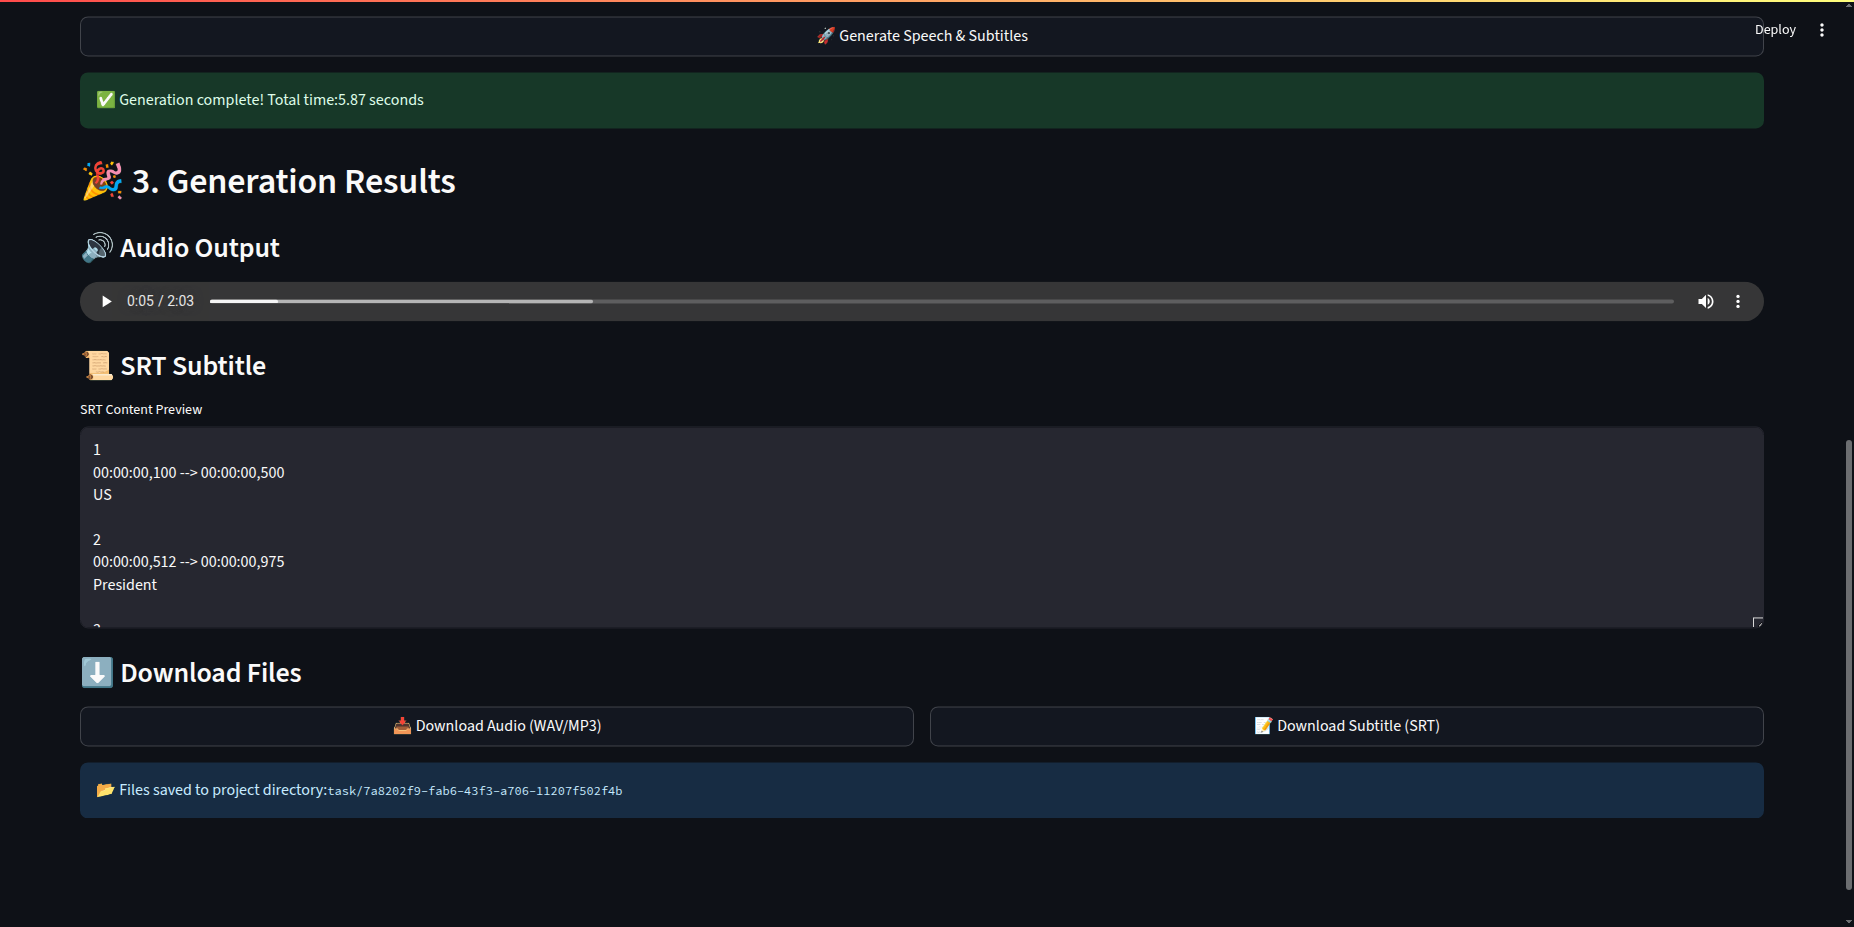 Deploy
🚀 Generate Speech & Subtitles
✅ Generation complete! Total time:5.87 seconds
🎉 3. Generation Results
🔊 Audio Output
0:05 / 2:03
📜 SRT Subtitle
SRT Content Preview
1
00:00:00,100 --> 00:00:00,500
US
2
00:00:00,512 --> 00:00:00,975
President
⬇️ Download Files
📥 Download Audio (WAV/MP3)
📝 Download Subtitle (SRT)
📂 Files saved to project directory:task/7a8202f9-fab6-43f3-a706-11207f502f4b